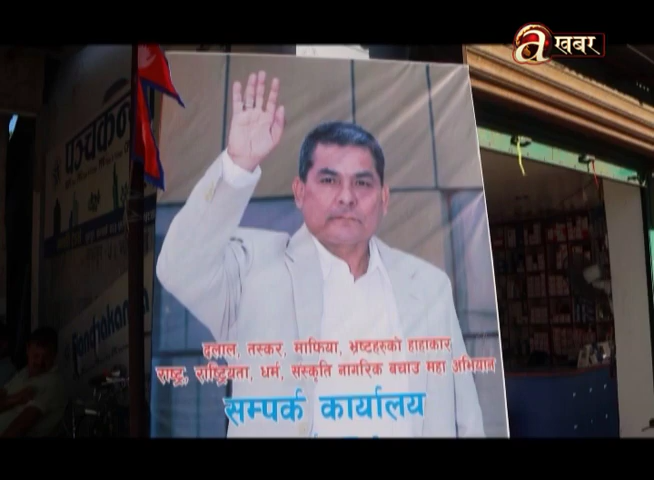 a खबर
पञ्चकन
दलाल, तस्कर, माफिया, भ्रष्टहरुको हाहाकार
राष्ट्र, राष्ट्रियता, धर्म, संस्कृति नागरिक बचाउ महा अभियान
सम्पर्क कार्यालय
Panchakanya